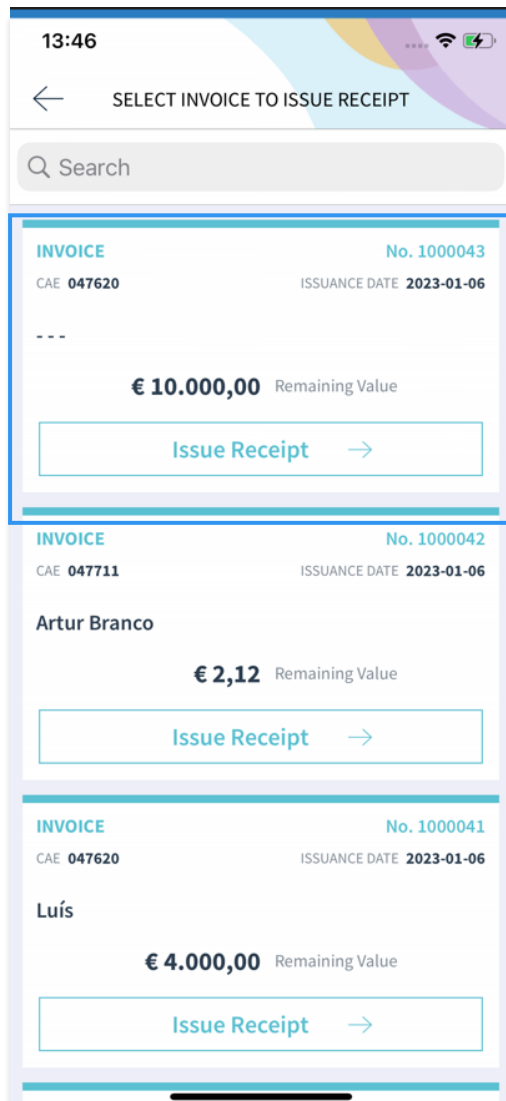 13:46
SELECT INVOICE TO ISSUE RECEIPT
Search
INVOICE No. 1000043
CAE 047620 ISSUANCE DATE 2023-01-06
---
€ 10.000,00 Remaining Value
Issue Receipt
INVOICE No. 1000042
CAE 047711 ISSUANCE DATE 2023-01-06
Artur Branco
€ 2,12 Remaining Value
Issue Receipt
INVOICE No. 1000041
CAE 047620 ISSUANCE DATE 2023-01-06
Luís
€ 4.000,00 Remaining Value
Issue Receipt